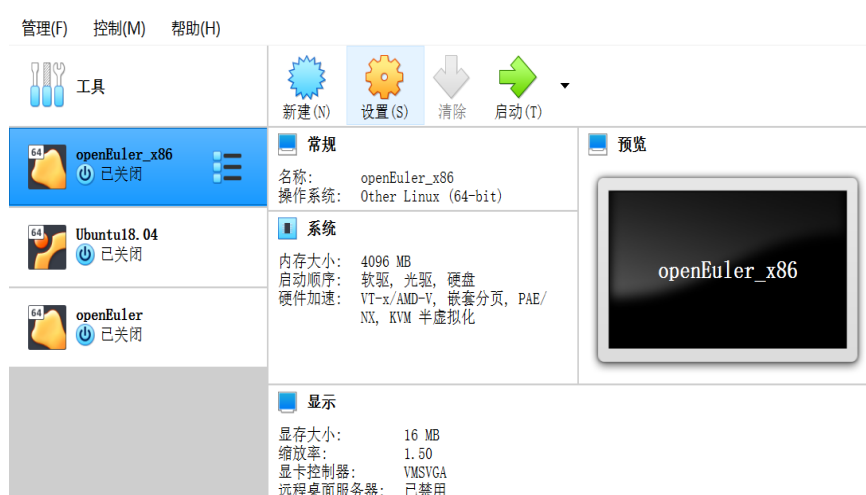 管理(F) 控制(M) 帮助(H)
工具
新建(N) 设置(S) 清除 启动(T)
64
openEuler_x86
已关闭
64
Ubuntu18.04
已关闭
64
openEuler
已关闭
常规
名称: openEuler_x86
操作系统: Other Linux (64-bit)
系统
内存大小: 4096 MB
启动顺序: 软驱, 光驱, 硬盘
硬件加速: VT-x/AMD-V, 嵌套分页, PAE/
NX, KVM 半虚拟化
预览
openEuler_x86
显示
显存大小: 16 MB
缩放率: 1.50
显卡控制器: VMSVGA
远程桌面服务器: 已禁用